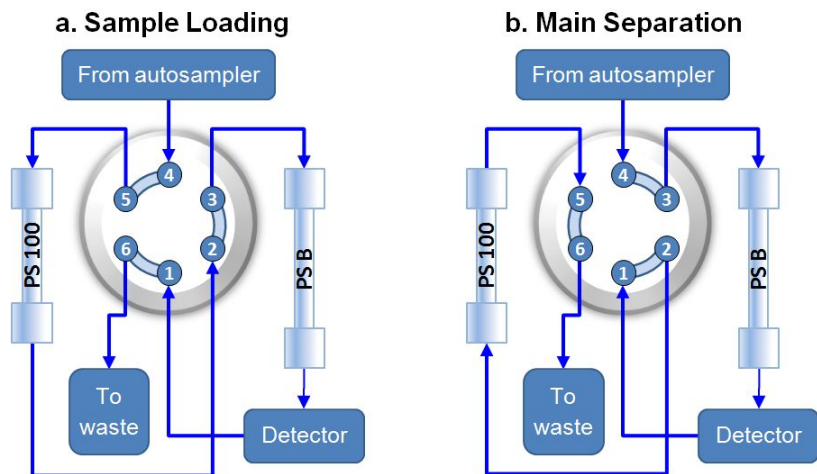 a. Sample Loading
From autosampler
4
5
3
6
2
1
PS 100
PS B
To
waste
Detector
b. Main Separation
From autosampler
4
5
3
6
2
1
PS 100
PS B
To
waste
Detector